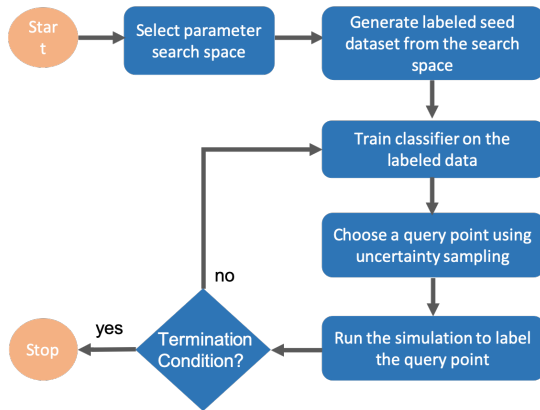 Star
t
Select parameter
search space
Generate labeled seed
dataset from the search
space
Train classifier on the
labeled data
Choose a query point using
uncertainty sampling
Run the simulation to label
the query point
Termination
Condition?
no
yes
Stop